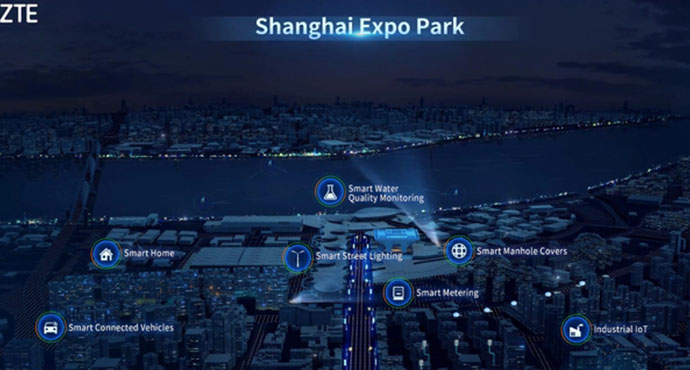 ZTE
Shanghai Expo Park
Smart Water
Quality Monitoring
Smart Home
Smart Street Lighting
Smart Manhole Covers
Smart Metering
Smart Connected Vehicles
Industrial IoT